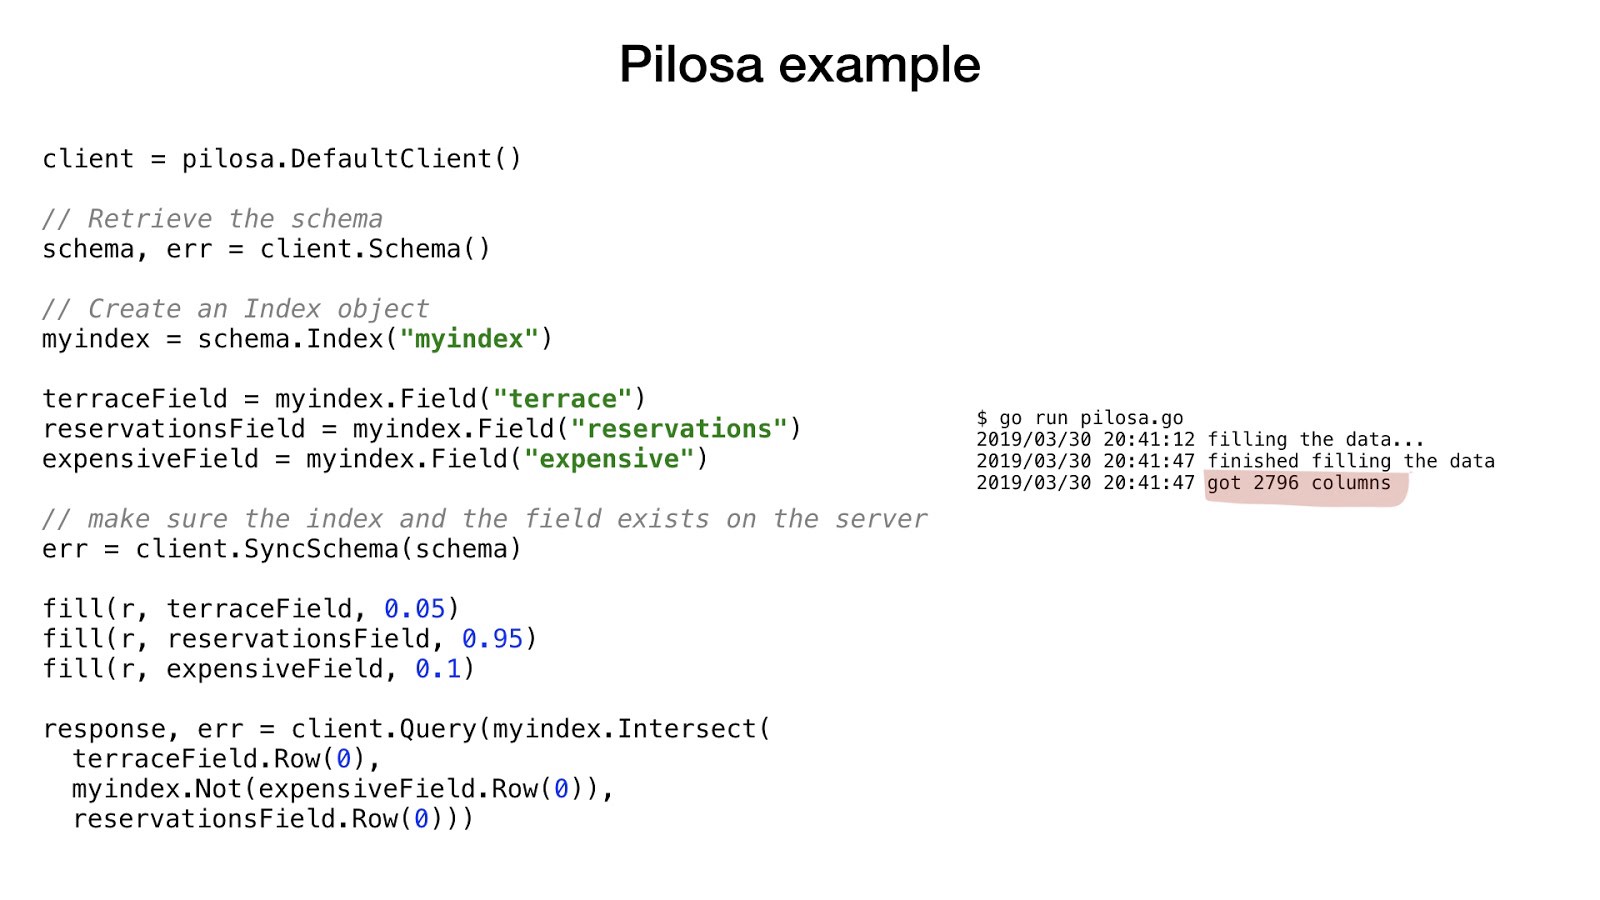 Pilosa example
client = pilosa.DefaultClient()
// Retrieve the schema
schema, err = client.Schema()
// Create an Index object
myindex = schema.Index("myindex")
terraceField = myindex.Field("terrace")
reservationsField = myindex.Field("reservations")
expensiveField = myindex.Field("expensive")
// make sure the index and the field exists on the server
err = client.SyncSchema(schema)
fill(r, terraceField, 0.05)
fill(r, reservationsField, 0.95)
fill(r, expensiveField, 0.1)
response, err = client.Query(myindex.Intersect(
  terraceField.Row(0),
  myindex.Not(expensiveField.Row(0)),
  reservationsField.Row(0)))
$ go run pilosa.go
2019/03/30 20:41:12 filling the data...
2019/03/30 20:41:47 finished filling the data
2019/03/30 20:41:47 got 2796 columns